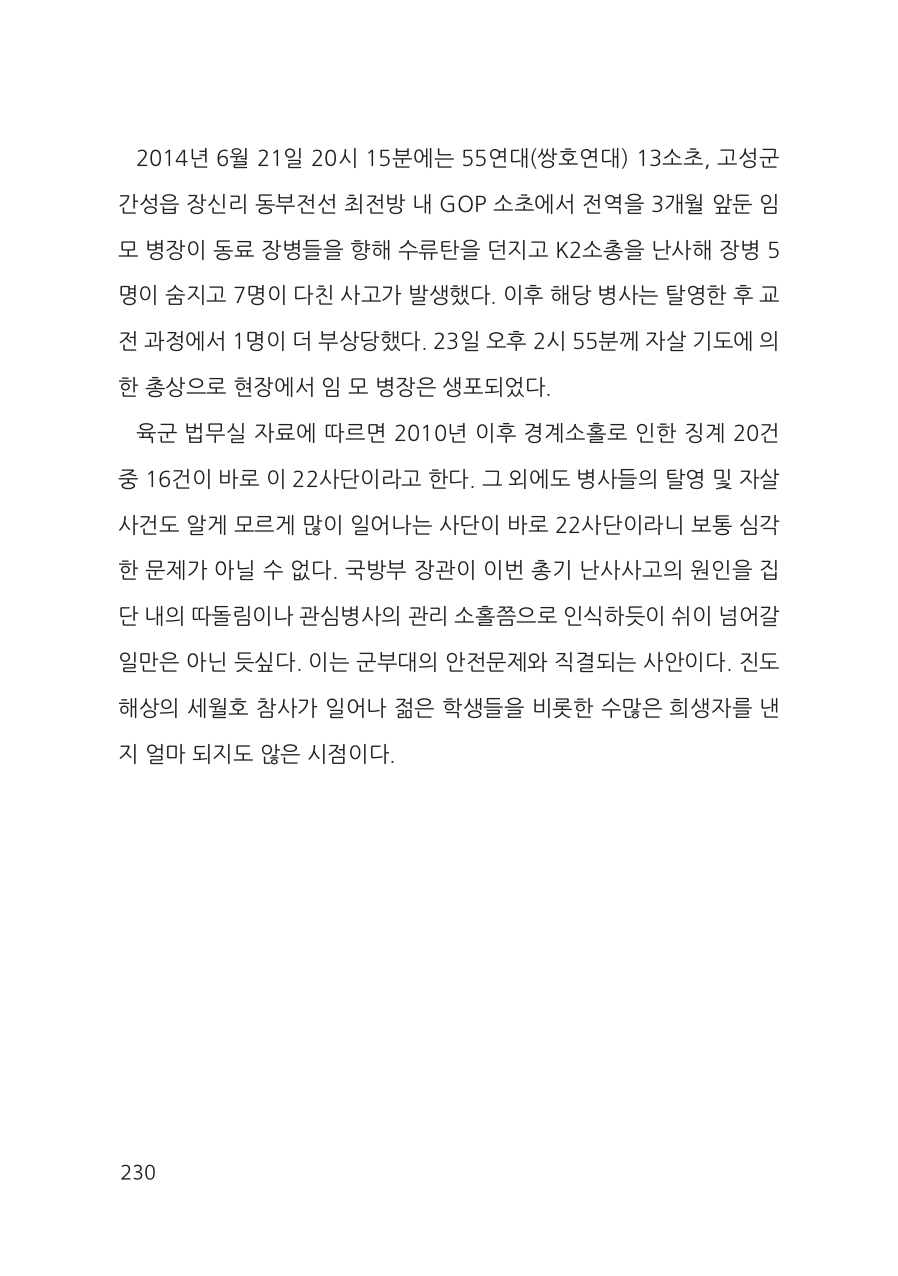 2014년 6월 21일 20시 15분에는 55연대(쌍호연대) 13소초, 고성군
간성읍 장신리 동부전선 최전방 내 GOP 소초에서 전역을 3개월 앞둔 임
모 병장이 동료 장병들을 향해 수류탄을 던지고 K2소총을 난사해 장병 5
명이 숨지고 7명이 다친 사고가 발생했다. 이후 해당 병사는 탈영한 후 교
전 과정에서 1명이 더 부상당했다. 23일 오후 2시 55분께 자살 기도에 의
한 총상으로 현장에서 임 모 병장은 생포되었다.
육군 법무실 자료에 따르면 2010년 이후 경계소홀로 인한 징계 20건
중 16건이 바로 이 22사단이라고 한다. 그 외에도 병사들의 탈영 및 자살
사건도 알게 모르게 많이 일어나는 사단이 바로 22사단이라니 보통 심각
한 문제가 아닐 수 없다. 국방부 장관이 이번 총기 난사사고의 원인을 집
단 내의 따돌림이나 관심병사의 관리 소홀쯤으로 인식하듯이 쉬이 넘어갈
일만은 아닌 듯싶다. 이는 군부대의 안전문제와 직결되는 사안이다. 진도
해상의 세월호 참사가 일어나 젊은 학생들을 비롯한 수많은 희생자를 낸
지 얼마 되지도 않은 시점이다.
230